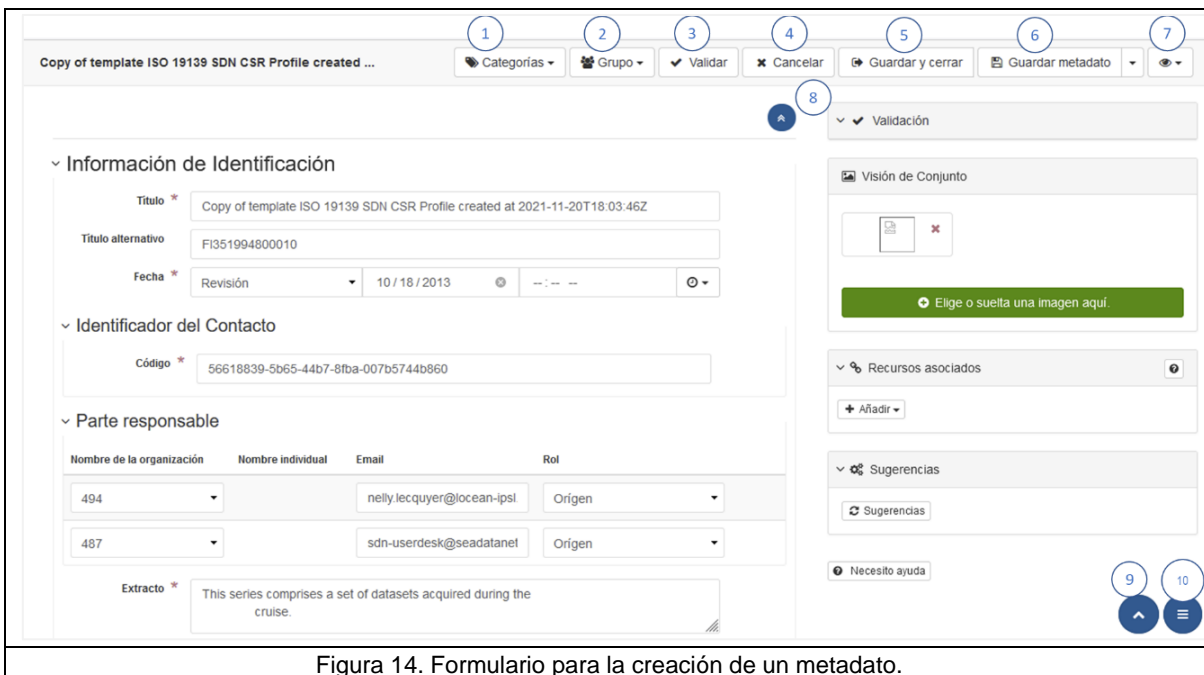 1 2 3 4 5 6 7
Copy of template ISO 19139 SDN CSR Profile created ... Categorías Grupo Validar Cancelar Guardar y cerrar Guardar metadato
8
Validación
Información de Identificación
Visión de Conjunto
Titulo * Copy of template ISO 19139 SDN CSR Profile created at 2021-11-20T18:03:46Z
Titulo alternativo FI351994800010
Fecha * Revisión 10/18/2013 --:-- --
Elige o suelta una imagen aquí.
Identificador del Contacto
Código * 56618839-5b65-44b7-8fba-007b5744b860
Recursos asociados
Añadir
Parte responsable
Nombre de la organización Nombre individual Email Rol
Sugerencias
494 nelly.lecquyer@locean-ipsl. Orígen
Sugerencias
487 sdn-userdesk@seadatanet Orígen
Necesito ayuda
Extracto * This series comprises a set of datasets acquired during the
cruise.
9 10
Figura 14. Formulario para la creación de un metadato.